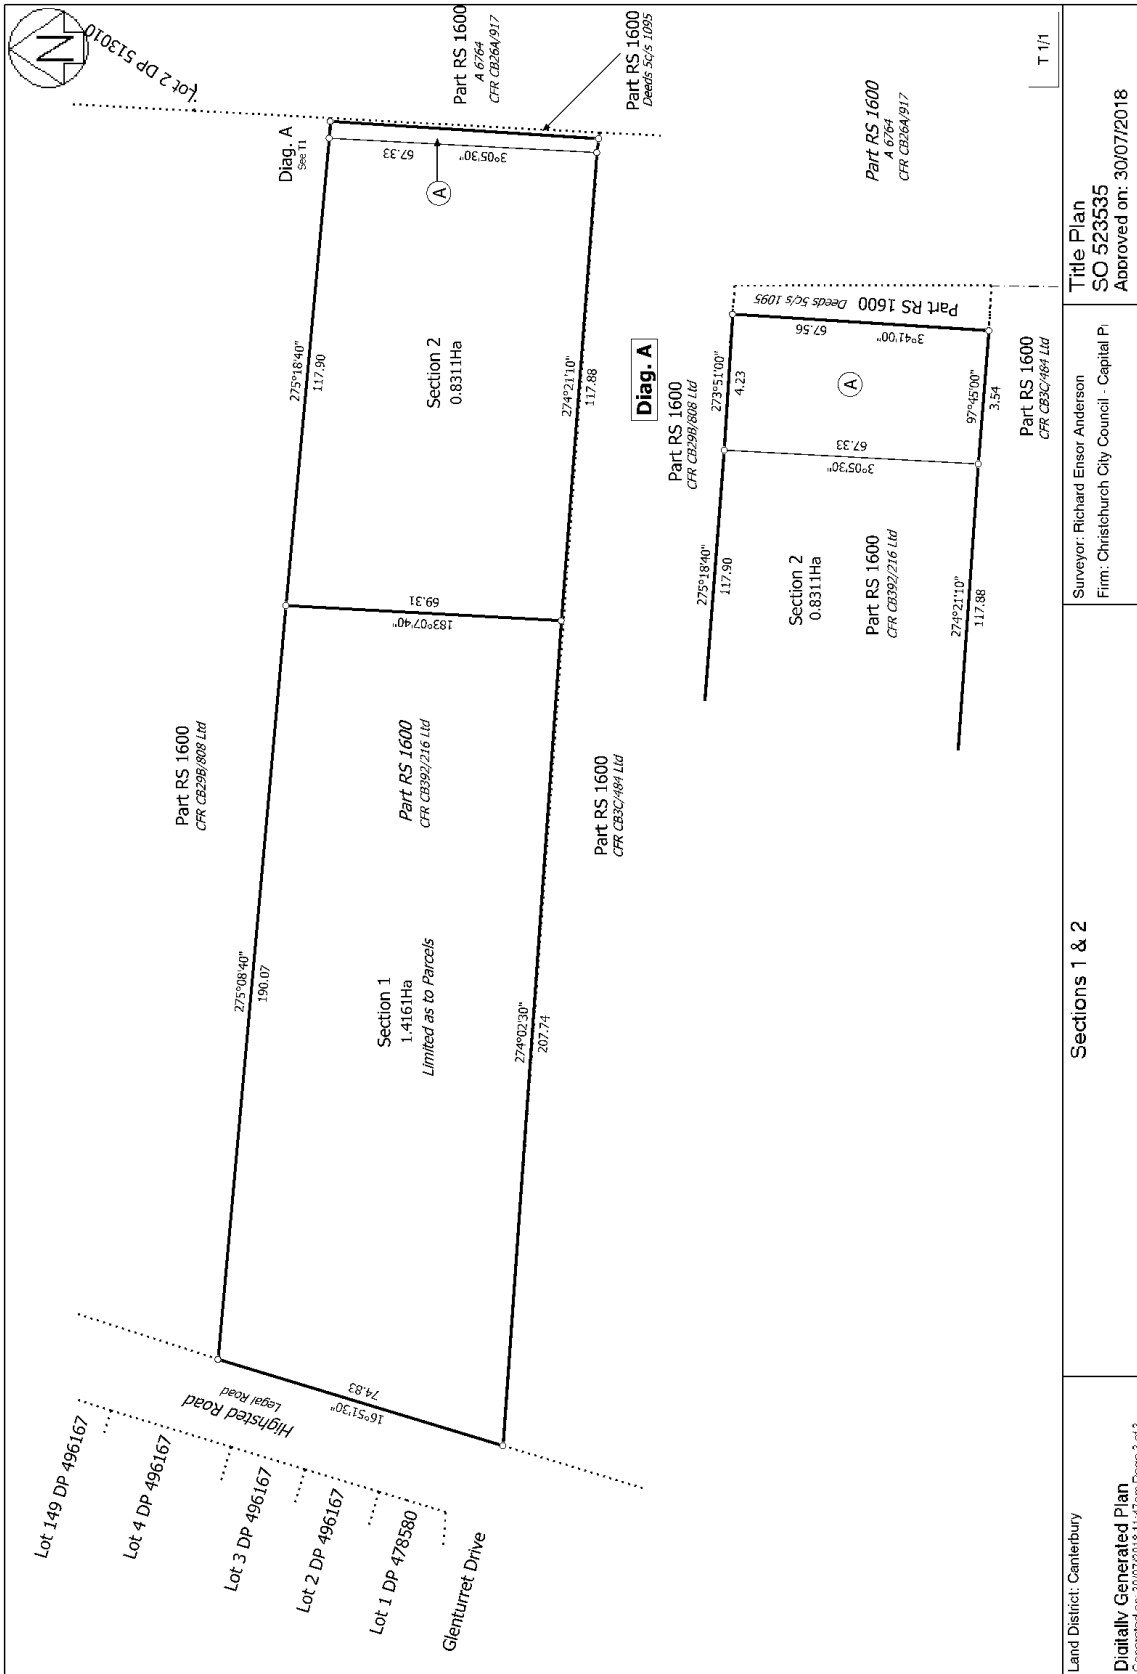 N
Lot 2 DP 513010
Lot 149 DP 496167
Lot 4 DP 496167
Lot 3 DP 496167
Lot 2 DP 496167
Lot 1 DP 478580
Glenturret Drive
Highsted Road
Legal Road
16°51'30"
74.83
Part RS 1600
CFR CB29B/808 Ltd
275°08'40"
190.07
Section 1
1.4161Ha
Limited as to Parcels
Part RS 1600
CFR CB392/216 Ltd
274°02'30"
207.74
Part RS 1600
CFR CB3C/484 Ltd
183°07'40"
69.31
275°18'40"
117.90
Section 2
0.8311Ha
274°21'10"
117.88
Diag. A
See T1
67.33
3°05'30"
A
Part RS 1600
A 6764
CFR CB26A/917
Part RS 1600
Deeds 5c/s 1095
Diag. A
Part RS 1600
CFR CB29B/808 Ltd
275°18'40"
117.90
273°51'00"
4.23
Section 2
0.8311Ha
Part RS 1600
CFR CB392/216 Ltd
274°21'10"
117.88
67.33
3°05'30"
A
67.56
3°41'00"
Part RS 1600 Deeds 5c/s 1095
97°45'00"
3.54
Part RS 1600
CFR CB3C/484 Ltd
Part RS 1600
A 6764
CFR CB26A/917
T 1/1
Land District: Canterbury
Digitally Generated Plan
Sections 1 & 2
Surveyor: Richard Ensor Anderson
Firm: Christchurch City Council - Capital Pr
Title Plan
SO 523535
Approved on: 30/07/2018